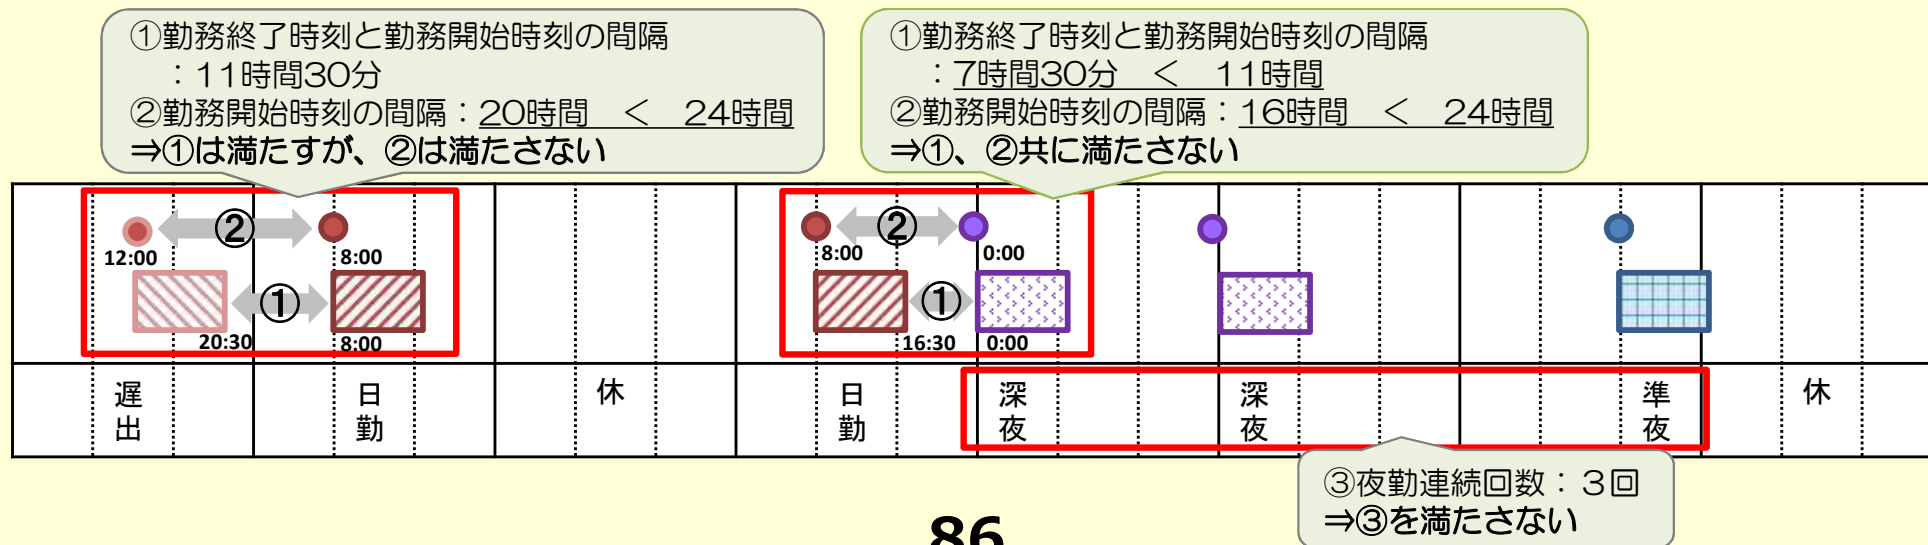 ①勤務終了時刻と勤務開始時刻の間隔
：11時間30分
②勤務開始時刻の間隔：20時間 ＜ 24時間
⇒①は満たすが、②は満たさない
①勤務終了時刻と勤務開始時刻の間隔
：7時間30分 ＜ 11時間
②勤務開始時刻の間隔：16時間 ＜ 24時間
⇒①、②共に満たさない
②
12:00
8:00
①
20:30
8:00
②
8:00
0:00
①
16:30
0:00
遅出
日勤
休
日勤
深夜
深夜
準夜
休
③夜勤連続回数：３回
⇒③を満たさない
86